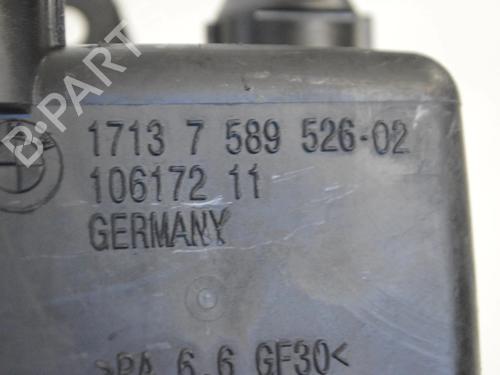 B-Parts
1713 7 589 526-02
106172 11
GERMANY
>PA 6.6 GF30<